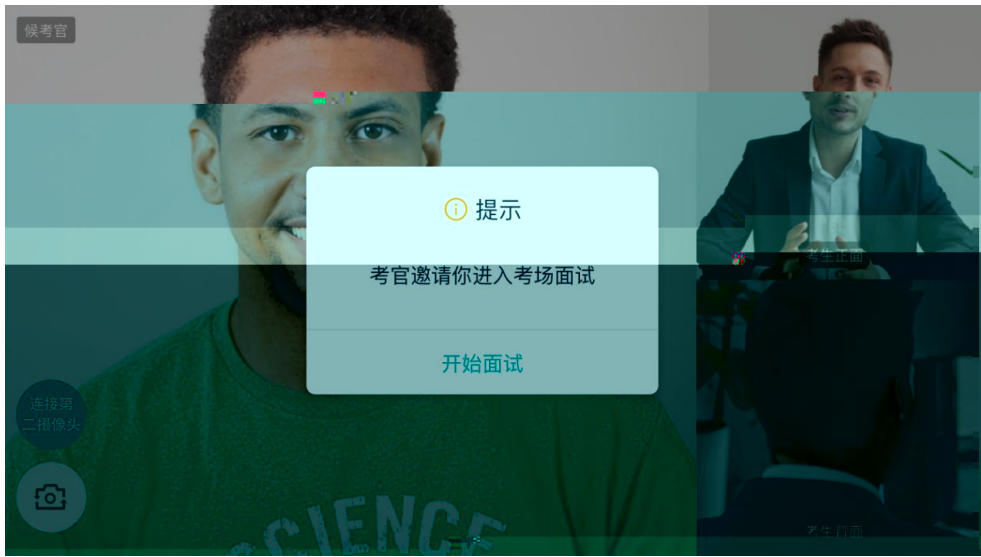 候考官
提示
考生正面
考官邀请你进入考场面试
开始面试
连接第
二摄像头
SCIENCE
考生背面